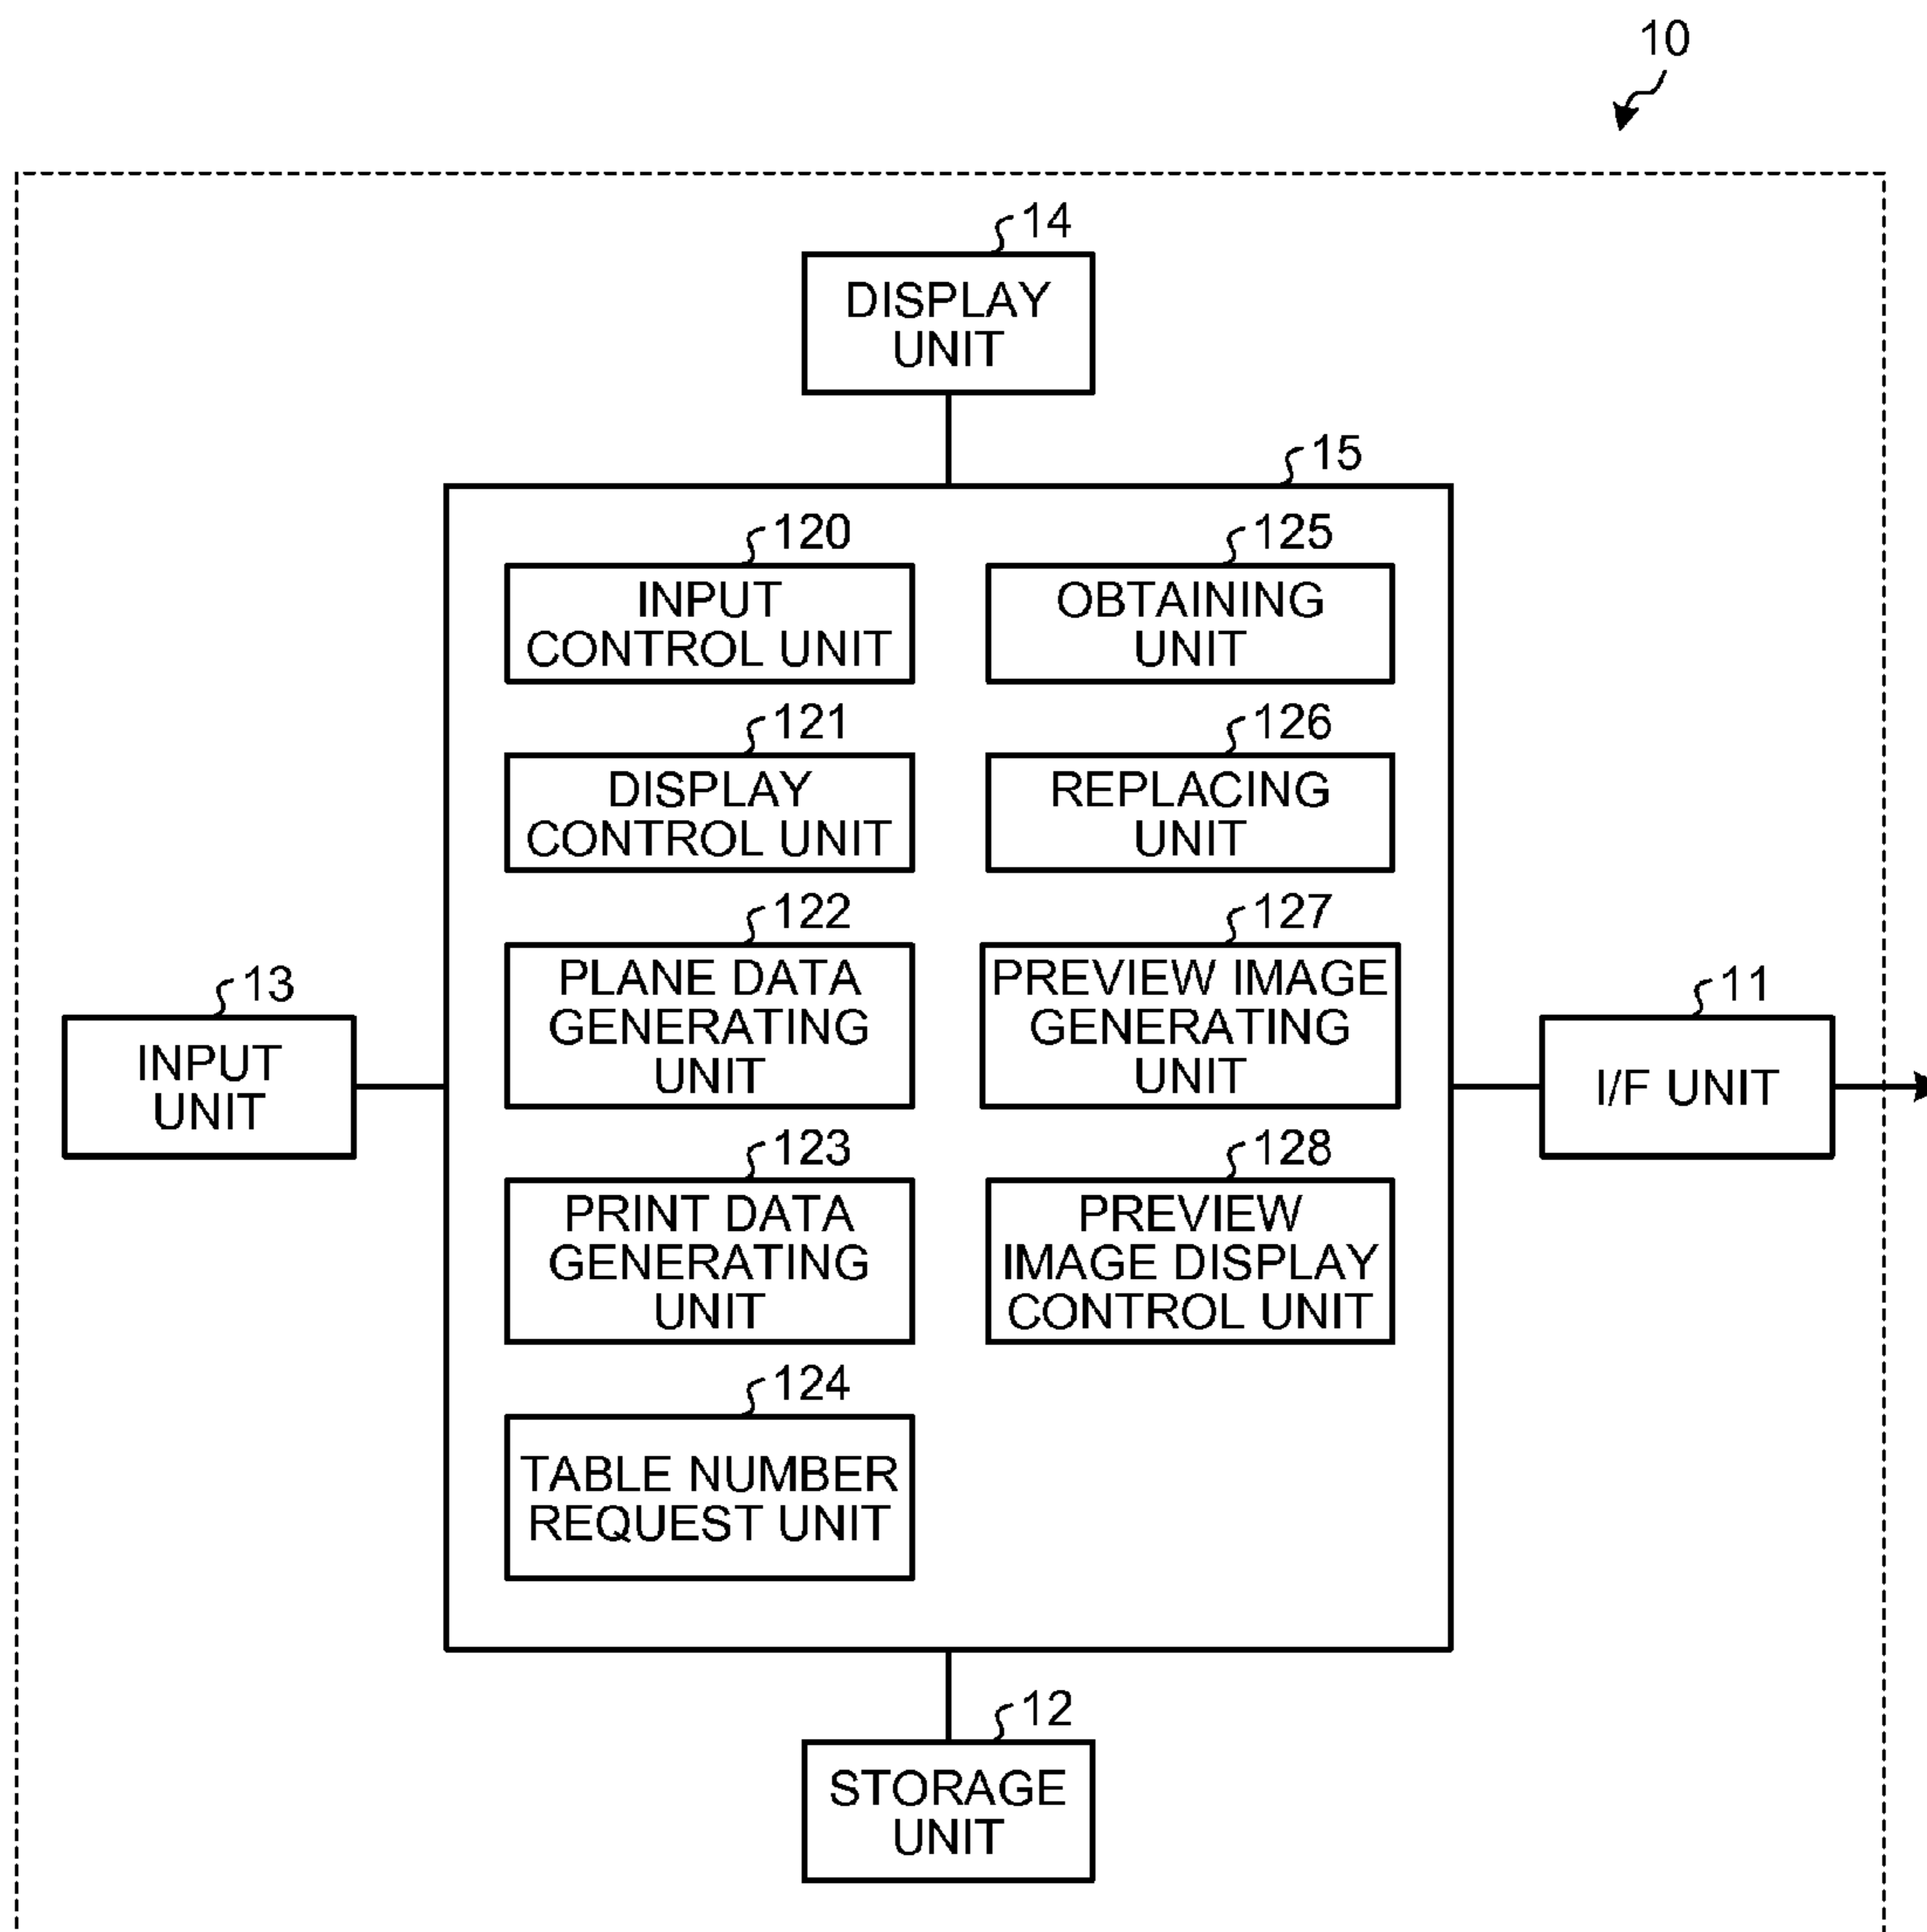 10
14
DISPLAY
UNIT
15
120
INPUT
CONTROL UNIT
125
OBTAINING
UNIT
121
DISPLAY
CONTROL UNIT
126
REPLACING
UNIT
122
PLANE DATA
GENERATING
UNIT
127
PREVIEW IMAGE
GENERATING
UNIT
13
INPUT
UNIT
11
I/F UNIT
123
PRINT DATA
GENERATING
UNIT
128
PREVIEW
IMAGE DISPLAY
CONTROL UNIT
124
TABLE NUMBER
REQUEST UNIT
12
STORAGE
UNIT